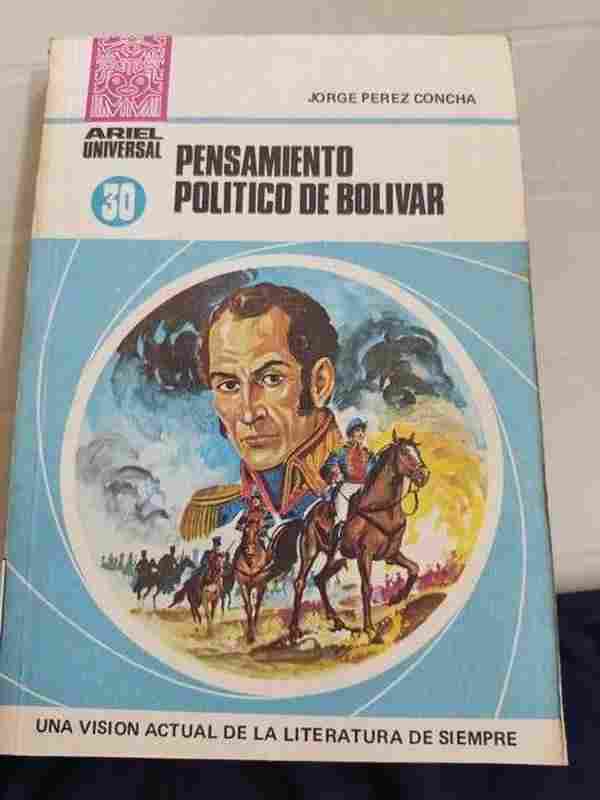 JORGE PEREZ CONCHA
ARIEL
UNIVERSAL
30
PENSAMIENTO
POLITICO DE BOLIVAR
UNA VISION ACTUAL DE LA LITERATURA DE SIEMPRE